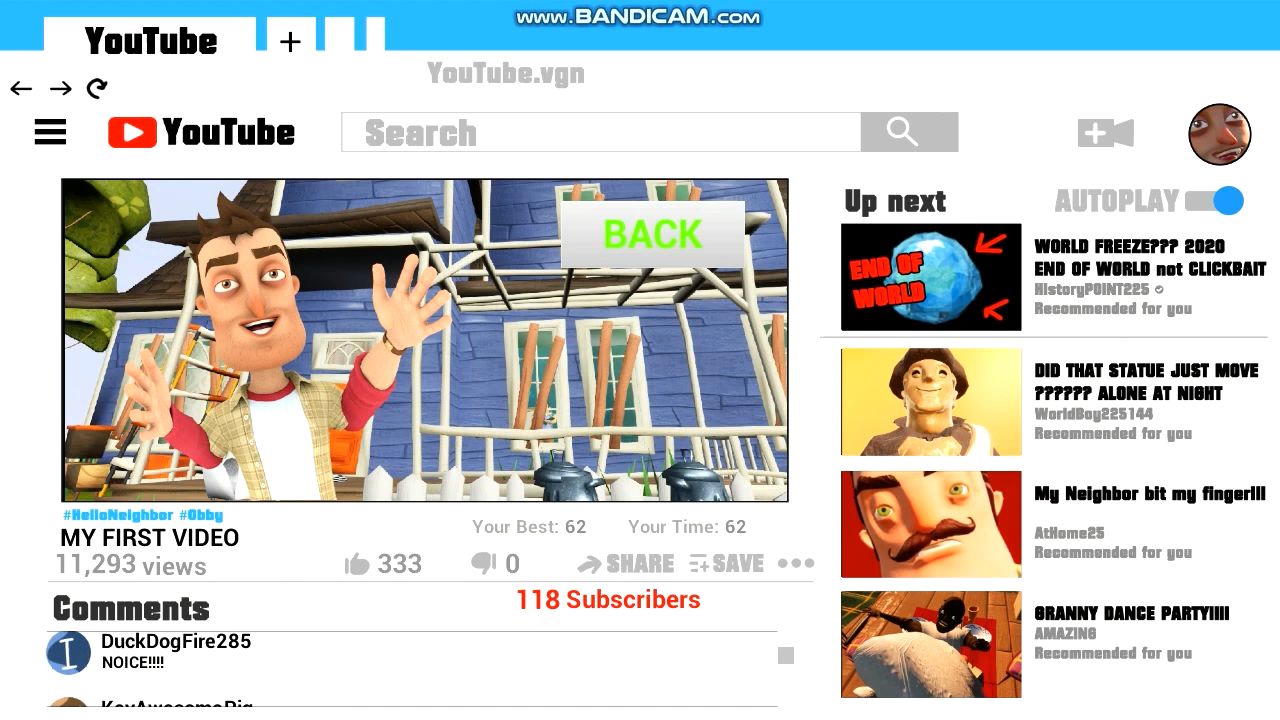 www.BANDICAM.com
YouTube
+
YouTube.vgn
YouTube
Search
BACK
#HelloNeighbor #Obby
MY FIRST VIDEO
Your Best: 62
Your Time: 62
11,293 views
333
0
SHARE
SAVE
118 Subscribers
Comments
I
DuckDogFire285
NOICE!!!!
KeyAwesomePig
Up next
AUTOPLAY
END OF
WORLD
WORLD FREEZE??? 2020
END OF WORLD not CLICKBAIT
HistoryPOINT225
Recommended for you
DID THAT STATUE JUST MOVE
?????? ALONE AT NIGHT
WorldBoy225144
Recommended for you
My Neighbor bit my finger!!!
AtHome25
Recommended for you
GRANNY DANCE PARTY!!!!
AMAZING
Recommended for you